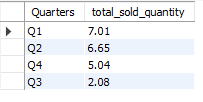 Quarters total_sold_quantity
Q1 7.01
Q2 6.65
Q4 5.04
Q3 2.08